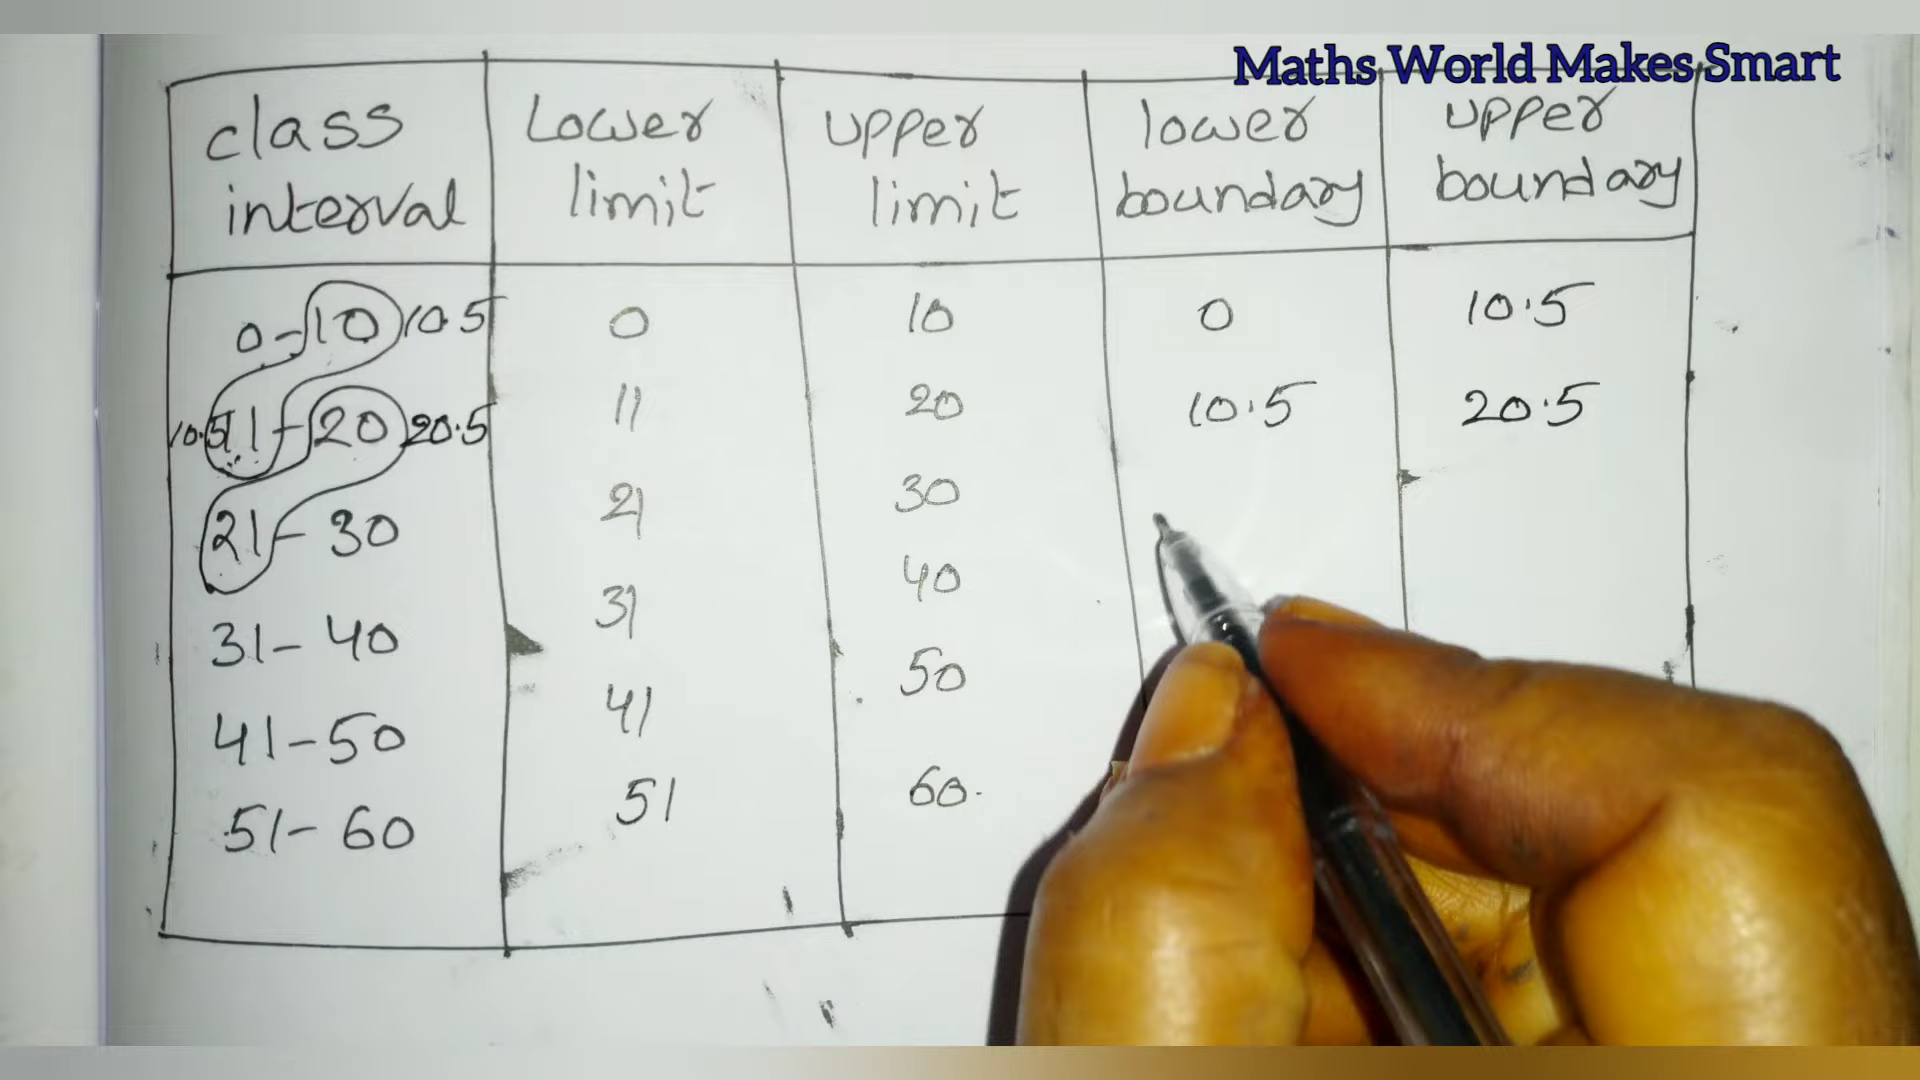 Maths World Makes Smart
class interval Lower limit upper limit lower boundary upper boundary
0-10 10.5 0 10 0 10.5
10.5 11-20 20.5 11 20 10.5 20.5
21-30 21 30
31-40 31 40
41-50 41 50
51-60 51 60.